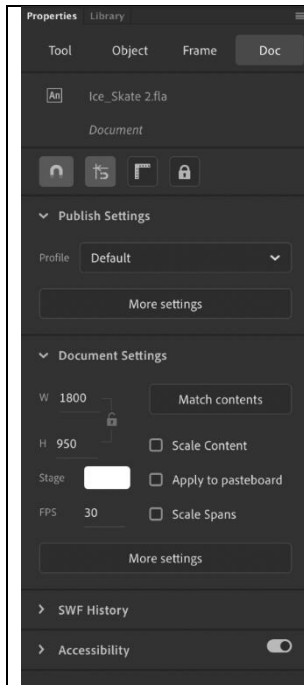 Properties Library
Tool Object Frame Doc
An Ice_Skate 2.fla
Document
Publish Settings
Profile Default
More settings
Document Settings
W 1800 Match contents
H 950 Scale Content
Stage Apply to pasteboard
FPS 30 Scale Spans
More settings
SWF History
Accessibility